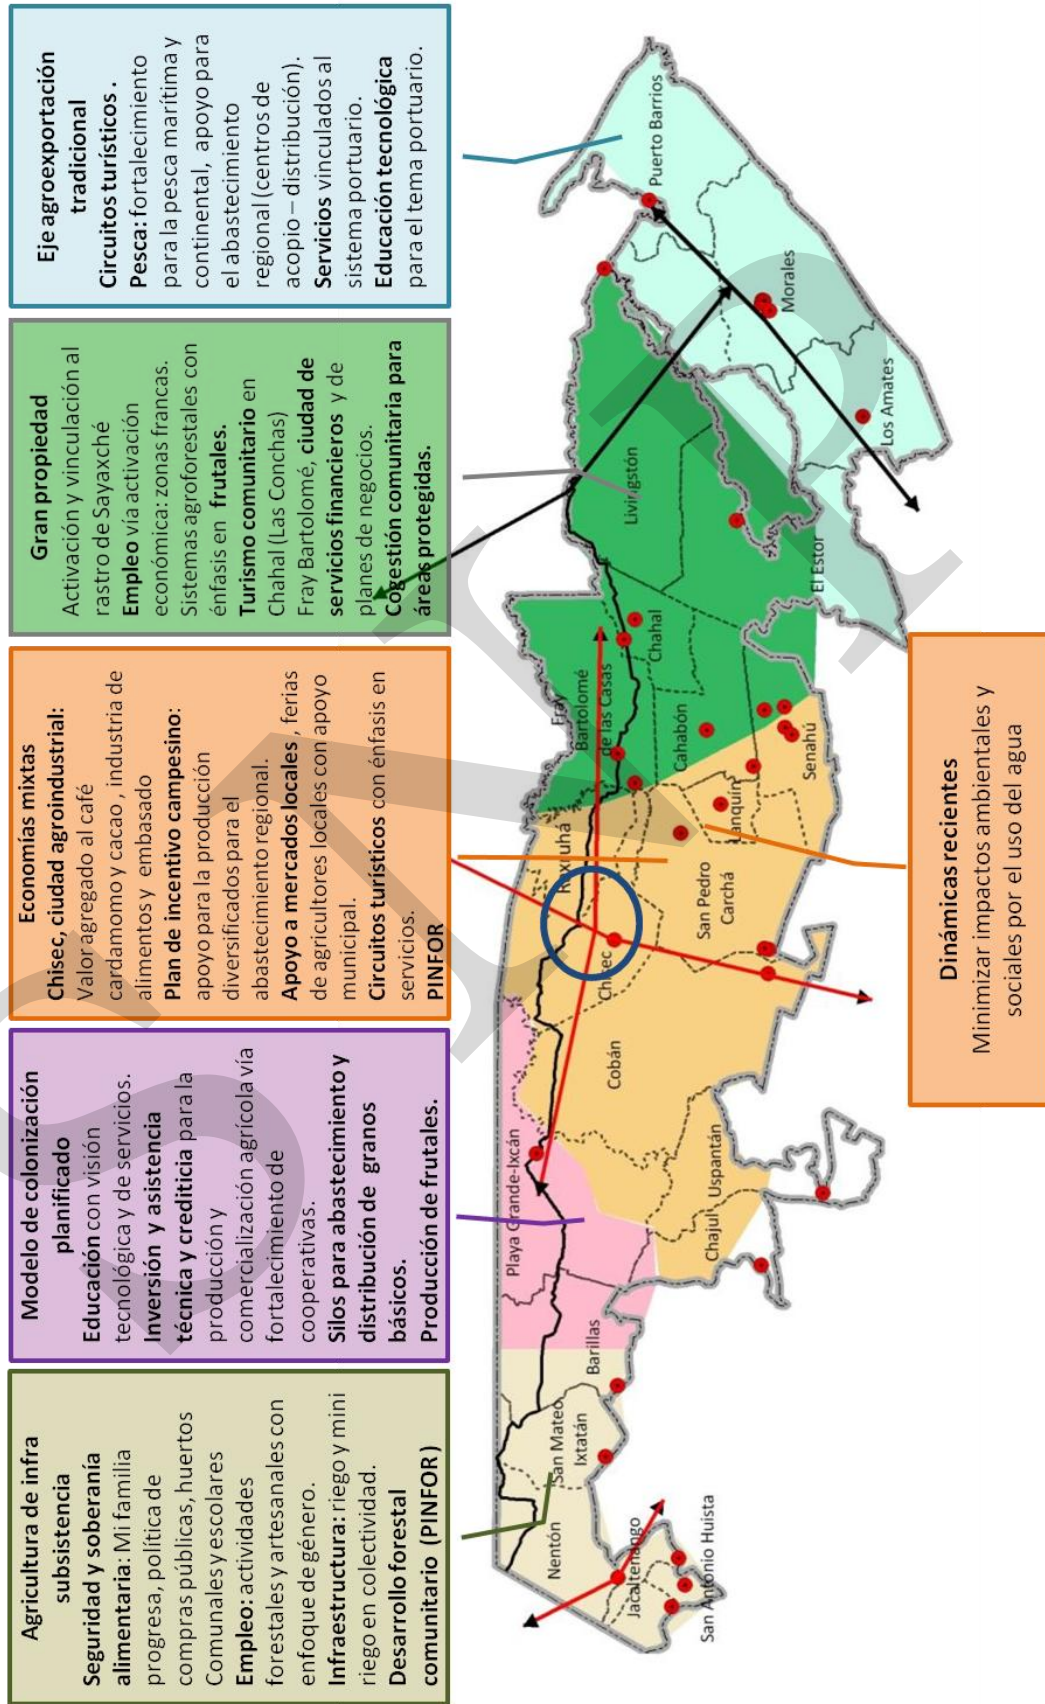 Agricultura de infra
subsistencia
Seguridad y soberanía
alimentaria: Mi familia
progresa, política de
compras públicas, huertos
Comunales y escolares
Empleo: actividades
forestales y artesanales con
enfoque de género.
Infraestructura: riego y mini
riego en colectividad.
Desarrollo forestal
comunitario (PINFOR)
Modelo de colonización
planificado
Educación con visión
tecnológica y de servicios.
Inversión y asistencia
técnica y crediticia para la
producción y
comercialización agrícola vía
fortalecimiento de
cooperativas.
Silos para abastecimiento y
distribución de granos
básicos.
Producción de frutales.
Economías mixtas
Chisec, ciudad agroindustrial:
Valor agregado al café
cardamomo y cacao, industria de
alimentos y embasado
Plan de incentivo campesino:
apoyo para la producción
diversificados para el
abastecimiento regional.
Apoyo a mercados locales, ferias
de agricultores locales con apoyo
municipal.
Circuitos turísticos con énfasis en
servicios.
PINFOR
Gran propiedad
Activación y vinculación al
rastro de Sayaxché
Empleo vía activación
económica: zonas francas.
Sistemas agroforestales con
énfasis en frutales.
Turismo comunitario en
Chahal (Las Conchas)
Fray Bartolomé, ciudad de
servicios financieros y de
planes de negocios.
Cogestión comunitaria para
áreas protegidas.
Eje agroexportación
tradicional
Circuitos turísticos.
Pesca: fortalecimiento
para la pesca marítima y
continental, apoyo para
el abastecimiento
regional (centros de
acopio – distribución).
Servicios vinculados al
sistema portuario.
Educación tecnológica
para el tema portuario.
Nentón
San Mateo
Ixtatán
Barillas
Jacaltenango
San Antonio Huista
Playa Grande-Ixcán
Chajul
Uspantán
Cobán
Chisec
Raxruhá
San Pedro
Carchá
Lanquín
Cahabón
Senahú
Fray
Bartolomé
de las Casas
Chahal
Livingstón
El Estor
Morales
Los Amates
Puerto Barrios
Dinámicas recientes
Minimizar impactos ambientales y
sociales por el uso del agua